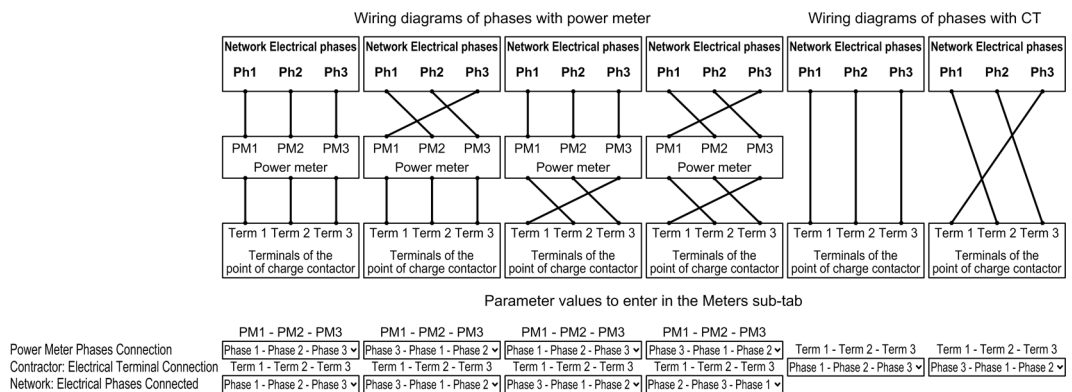 Wiring diagrams of phases with power meter
Wiring diagrams of phases with CT
Network Electrical phases
Ph1 Ph2 Ph3
Network Electrical phases
Ph1 Ph2 Ph3
Network Electrical phases
Ph1 Ph2 Ph3
Network Electrical phases
Ph1 Ph2 Ph3
Network Electrical phases
Ph1 Ph2 Ph3
Network Electrical phases
Ph1 Ph2 Ph3
PM1 PM2 PM3
Power meter
PM1 PM2 PM3
Power meter
PM1 PM2 PM3
Power meter
PM1 PM2 PM3
Power meter
Term 1 Term 2 Term 3
Terminals of the
point of charge contactor
Term 1 Term 2 Term 3
Terminals of the
point of charge contactor
Term 1 Term 2 Term 3
Terminals of the
point of charge contactor
Term 1 Term 2 Term 3
Terminals of the
point of charge contactor
Term 1 Term 2 Term 3
Terminals of the
point of charge contactor
Term 1 Term 2 Term 3
Terminals of the
point of charge contactor
Parameter values to enter in the Meters sub-tab
PM1 - PM2 - PM3 PM1 - PM2 - PM3 PM1 - PM2 - PM3 PM1 - PM2 - PM3
Power Meter Phases Connection Phase 1 - Phase 2 - Phase 3 Phase 3 - Phase 1 - Phase 2 Phase 1 - Phase 2 - Phase 3 Phase 3 - Phase 1 - Phase 2 Term 1 - Term 2 - Term 3 Term 1 - Term 2 - Term 3
Contractor: Electrical Terminal Connection Term 1 - Term 2 - Term 3 Term 1 - Term 2 - Term 3 Term 1 - Term 2 - Term 3 Term 1 - Term 2 - Term 3 Phase 1 - Phase 2 - Phase 3 Phase 3 - Phase 1 - Phase 2
Network: Electrical Phases Connected Phase 1 - Phase 2 - Phase 3 Phase 3 - Phase 1 - Phase 2 Phase 3 - Phase 1 - Phase 2 Phase 2 - Phase 3 - Phase 1